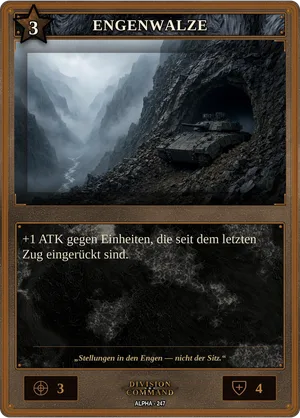 3
ENGENWALZE
+1 ATK gegen Einheiten, die seit dem letzten
Zug eingerückt sind.
„Stellungen in den Engen — nicht der Sitz.“
3
DIVISION
COMMAND
ALPHA - 247
4